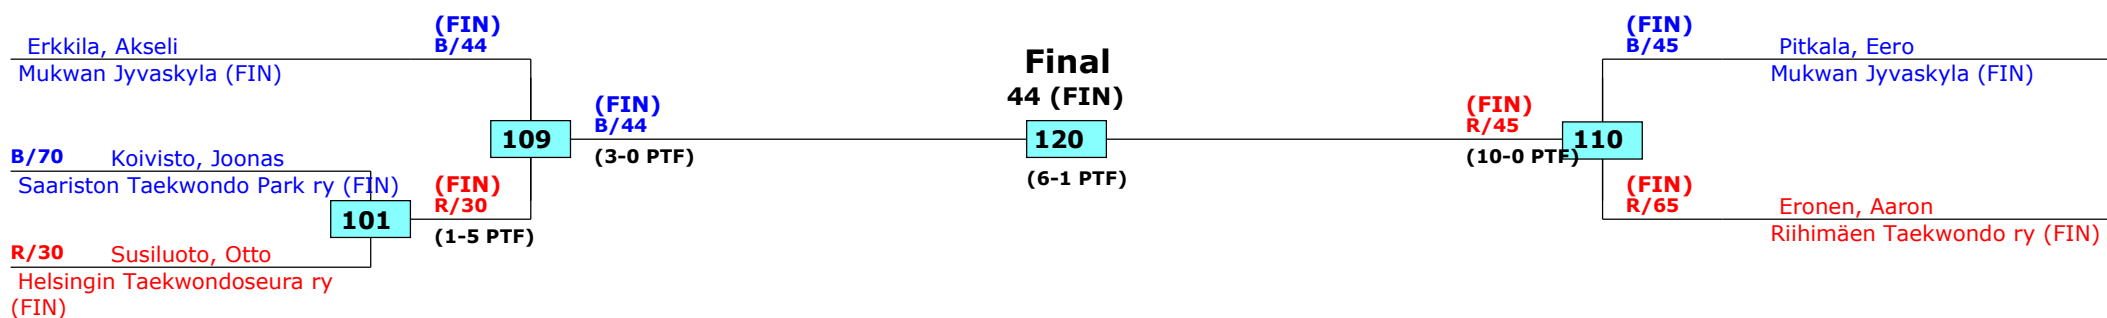 (FIN)
B/44
Erkkila, Akseli
Mukwan Jyvaskyla (FIN)
B/70 Koivisto, Joonas
Saariston Taekwondo Park ry (FIN)
101
R/30 Susiluoto, Otto
Helsingin Taekwondoseura ry
(FIN)
(FIN)
R/30
(1-5 PTF)
109
(FIN)
B/44
(3-0 PTF)
Final
44 (FIN)
120
(6-1 PTF)
(FIN)
R/45
(10-0 PTF)
110
(FIN)
B/45
Pitkala, Eero
Mukwan Jyvaskyla (FIN)
(FIN)
R/65
Eronen, Aaron
Riihimäen Taekwondo ry (FIN)